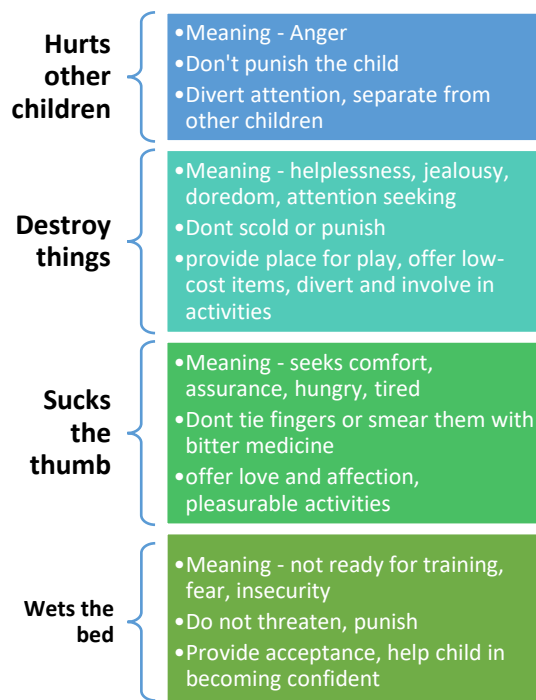 Hurts
other
children
•Meaning - Anger
•Don't punish the child
•Divert attention, separate from
other children
Destroy
things
•Meaning - helplessness, jealousy,
doredom, attention seeking
•Dont scold or punish
•provide place for play, offer low-
cost items, divert and involve in
activities
Sucks
the
thumb
•Meaning - seeks comfort,
assurance, hungry, tired
•Dont tie fingers or smear them with
bitter medicine
•offer love and affection,
pleasurable activities
Wets the
bed
•Meaning - not ready for training,
fear, insecurity
•Do not threaten, punish
•Provide acceptance, help child in
becoming confident